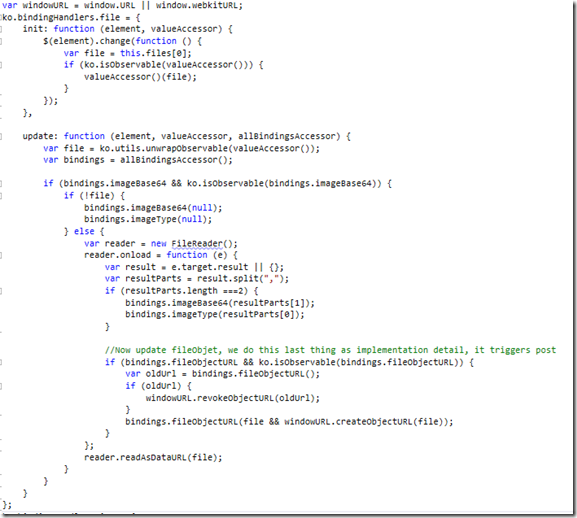 var windowURL = window.URL || window.webkitURL;
ko.bindingHandlers.file = {
    init: function (element, valueAccessor) {
        $(element).change(function () {
            var file = this.files[0];
            if (ko.isObservable(valueAccessor())) {
                valueAccessor()(file);
            }
        });
    },

    update: function (element, valueAccessor, allBindingsAccessor) {
        var file = ko.utils.unwrapObservable(valueAccessor());
        var bindings = allBindingsAccessor();

        if (bindings.imageBase64 && ko.isObservable(bindings.imageBase64)) {
            if (!file) {
                bindings.imageBase64(null);
                bindings.imageType(null);
            } else {
                var reader = new FileReader();
                reader.onload = function (e) {
                    var result = e.target.result || {};
                    var resultParts = result.split(",");
                    if (resultParts.length ===2) {
                        bindings.imageBase64(resultParts[1]);
                        bindings.imageType(resultParts[0]);
                    }

                    //Now update fileObjet, we do this last thing as implementation detail, it triggers post
                    if (bindings.fileObjectURL && ko.isObservable(bindings.fileObjectURL)) {
                        var oldUrl = bindings.fileObjectURL();
                        if (oldUrl) {
                            windowURL.revokeObjectURL(oldUrl);
                        }
                        bindings.fileObjectURL(file && windowURL.createObjectURL(file));
                    }
                };
                reader.readAsDataURL(file);
            }
        }
    }
};